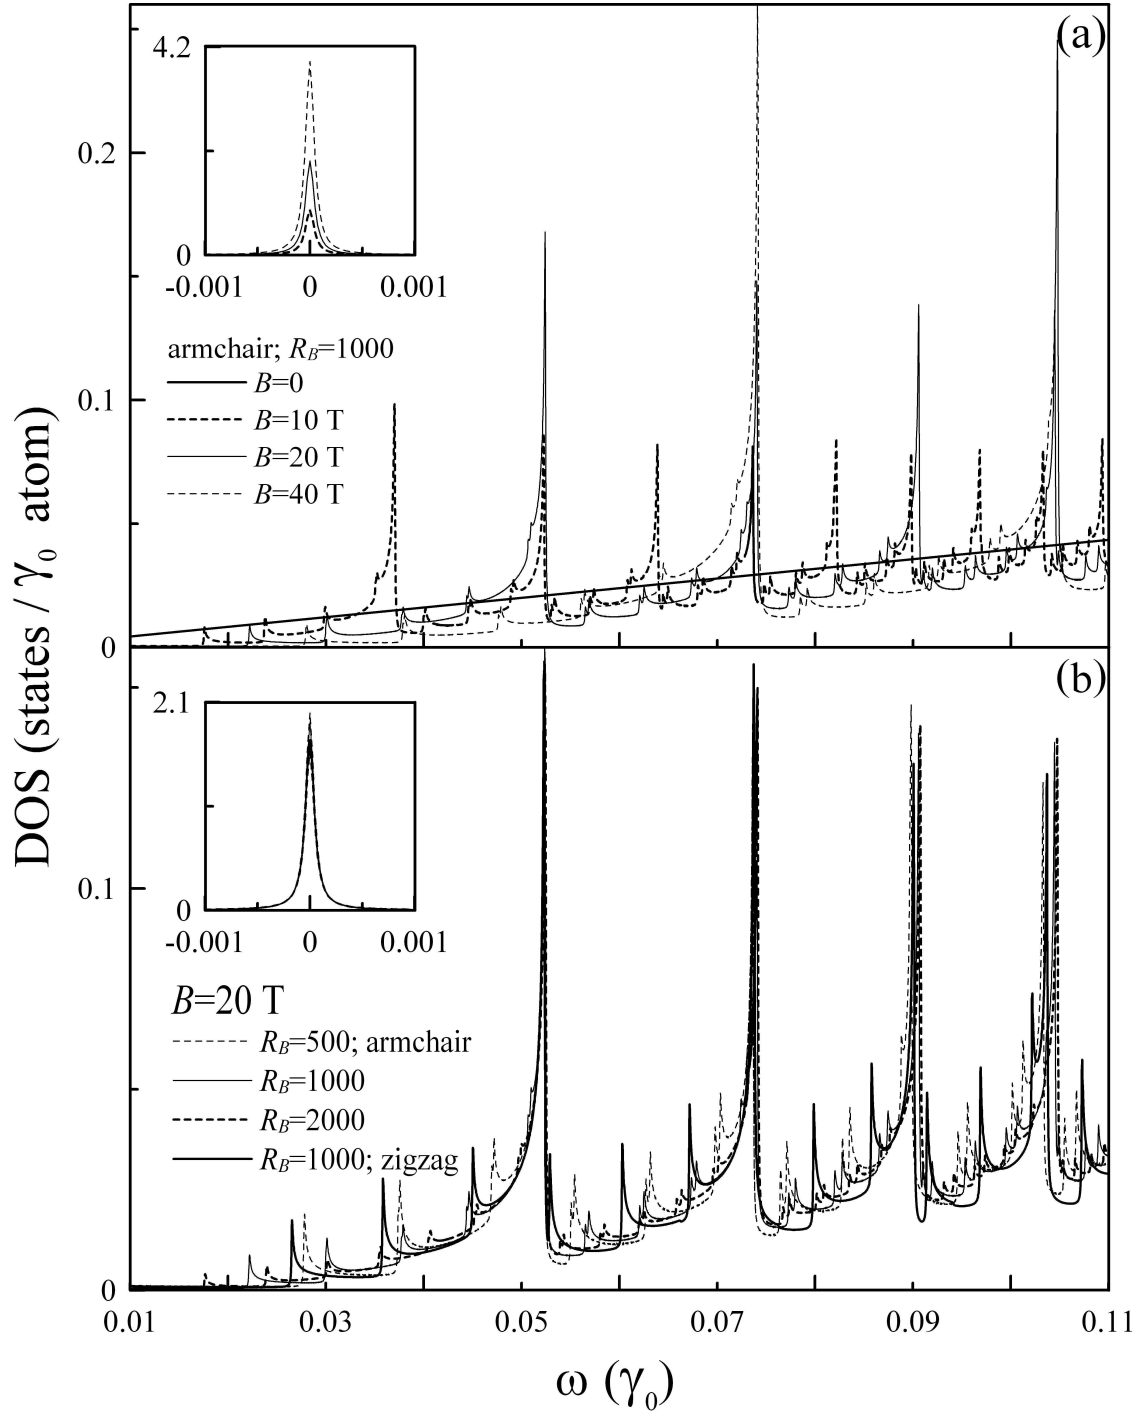 (a)
4.2
0
-0.001 0 0.001
0.2
0.1
0
armchair; R_B=1000
B=0
B=10 T
B=20 T
B=40 T
DOS (states / γ₀ atom)
(b)
2.1
0
-0.001 0 0.001
0.1
0
B=20 T
R_B=500; armchair
R_B=1000
R_B=2000
R_B=1000; zigzag
0.01 0.03 0.05 0.07 0.09 0.11
ω (γ₀)